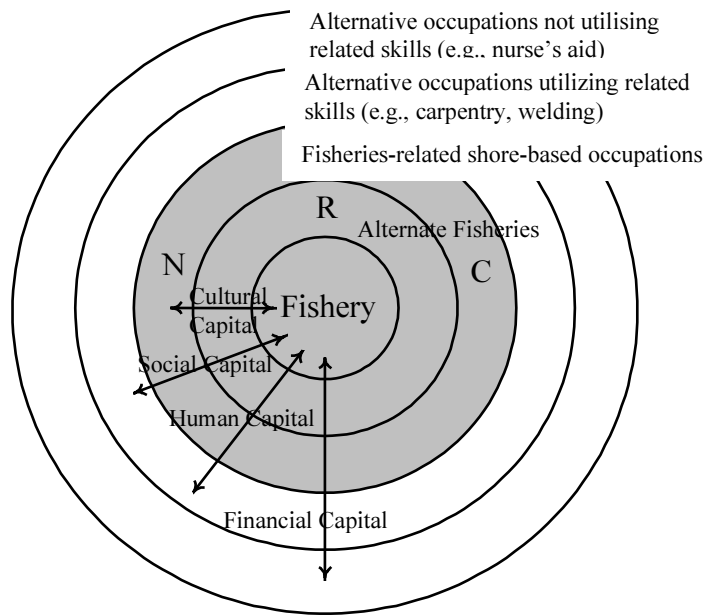 Alternative occupations not utilising
related skills (e.g., nurse's aid)
Alternative occupations utilizing related
skills (e.g., carpentry, welding)
Fisheries-related shore-based occupations
R
Alternate Fisheries
N
C
Cultural
Capital
Fishery
Social Capital
Human Capital
Financial Capital